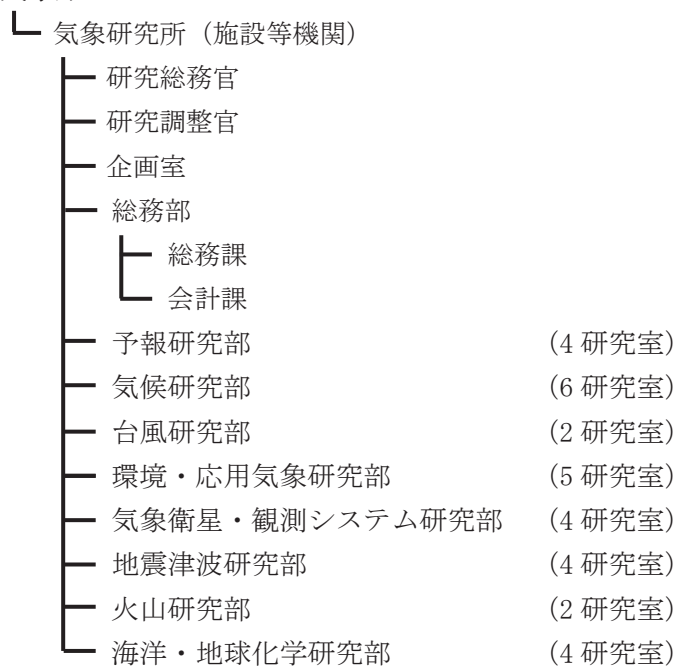 気象研究所（施設等機関）
研究総務官
研究調整官
企画室
総務部
総務課
会計課
予報研究部 （4 研究室）
気候研究部 （6 研究室）
台風研究部 （2 研究室）
環境・応用気象研究部 （5 研究室）
気象衛星・観測システム研究部 （4 研究室）
地震津波研究部 （4 研究室）
火山研究部 （2 研究室）
海洋・地球化学研究部 （4 研究室）